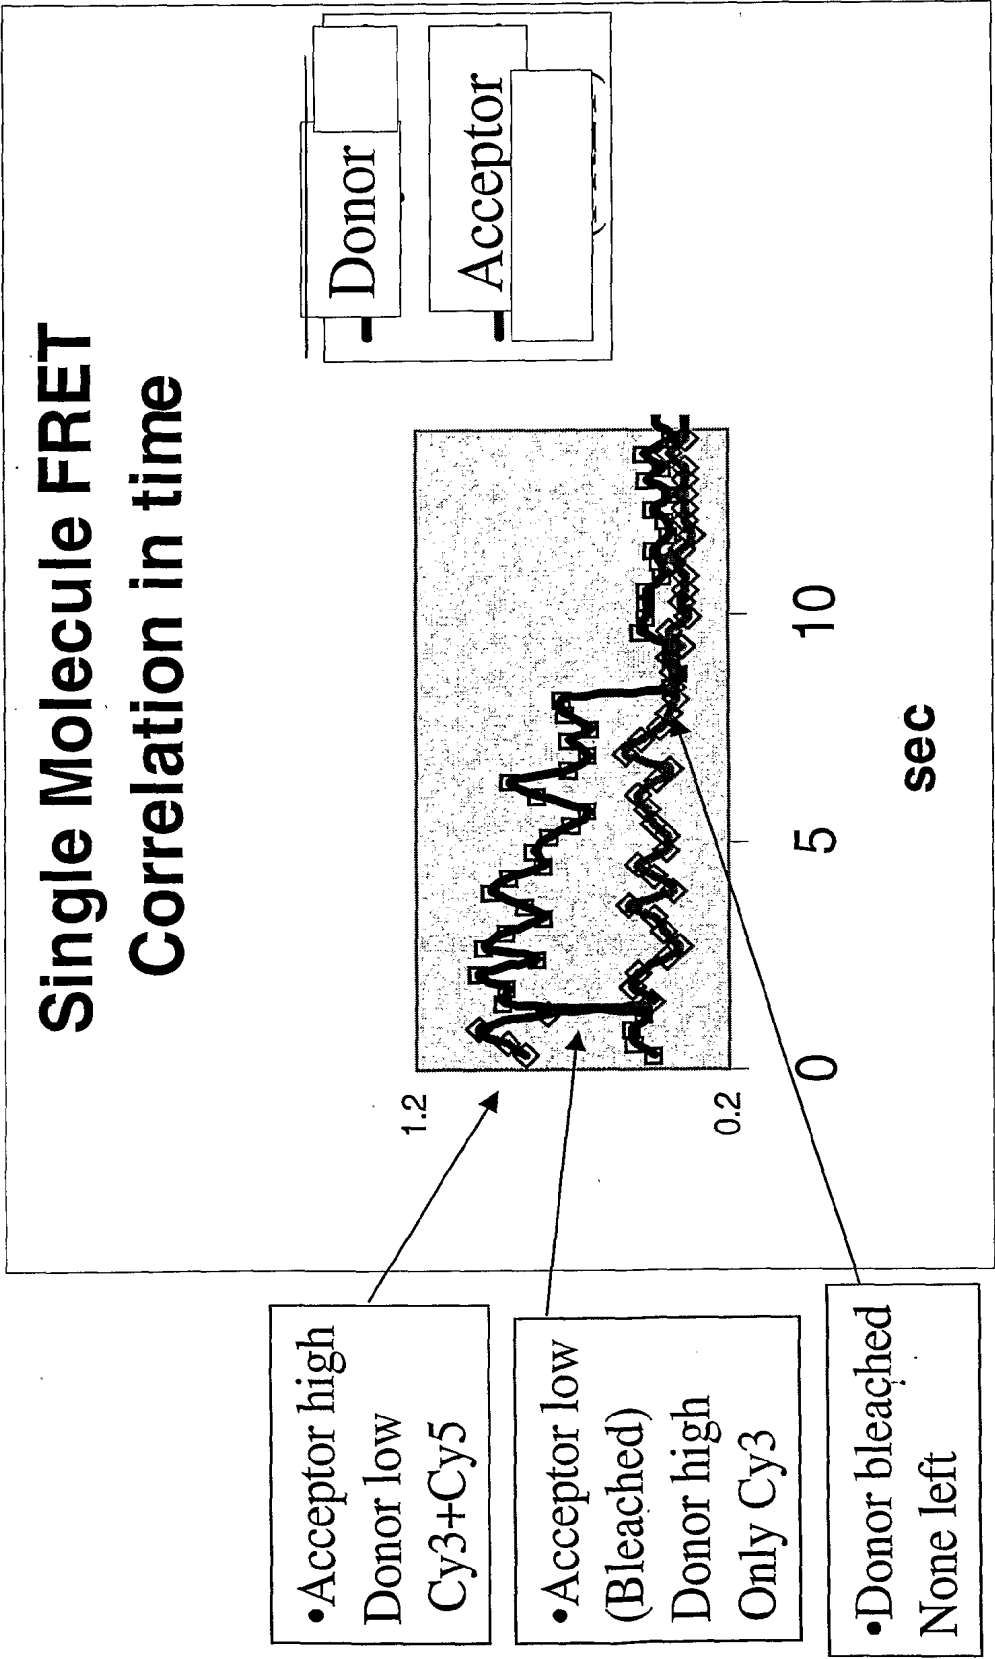 Single Molecule FRET
Correlation in time
Donor
Acceptor
1.2
0.2
0
5
10
sec
•Acceptor high
Donor low
Cy3+Cy5
•Acceptor low
(Bleached)
Donor high
Only Cy3
•Donor bleached
None left